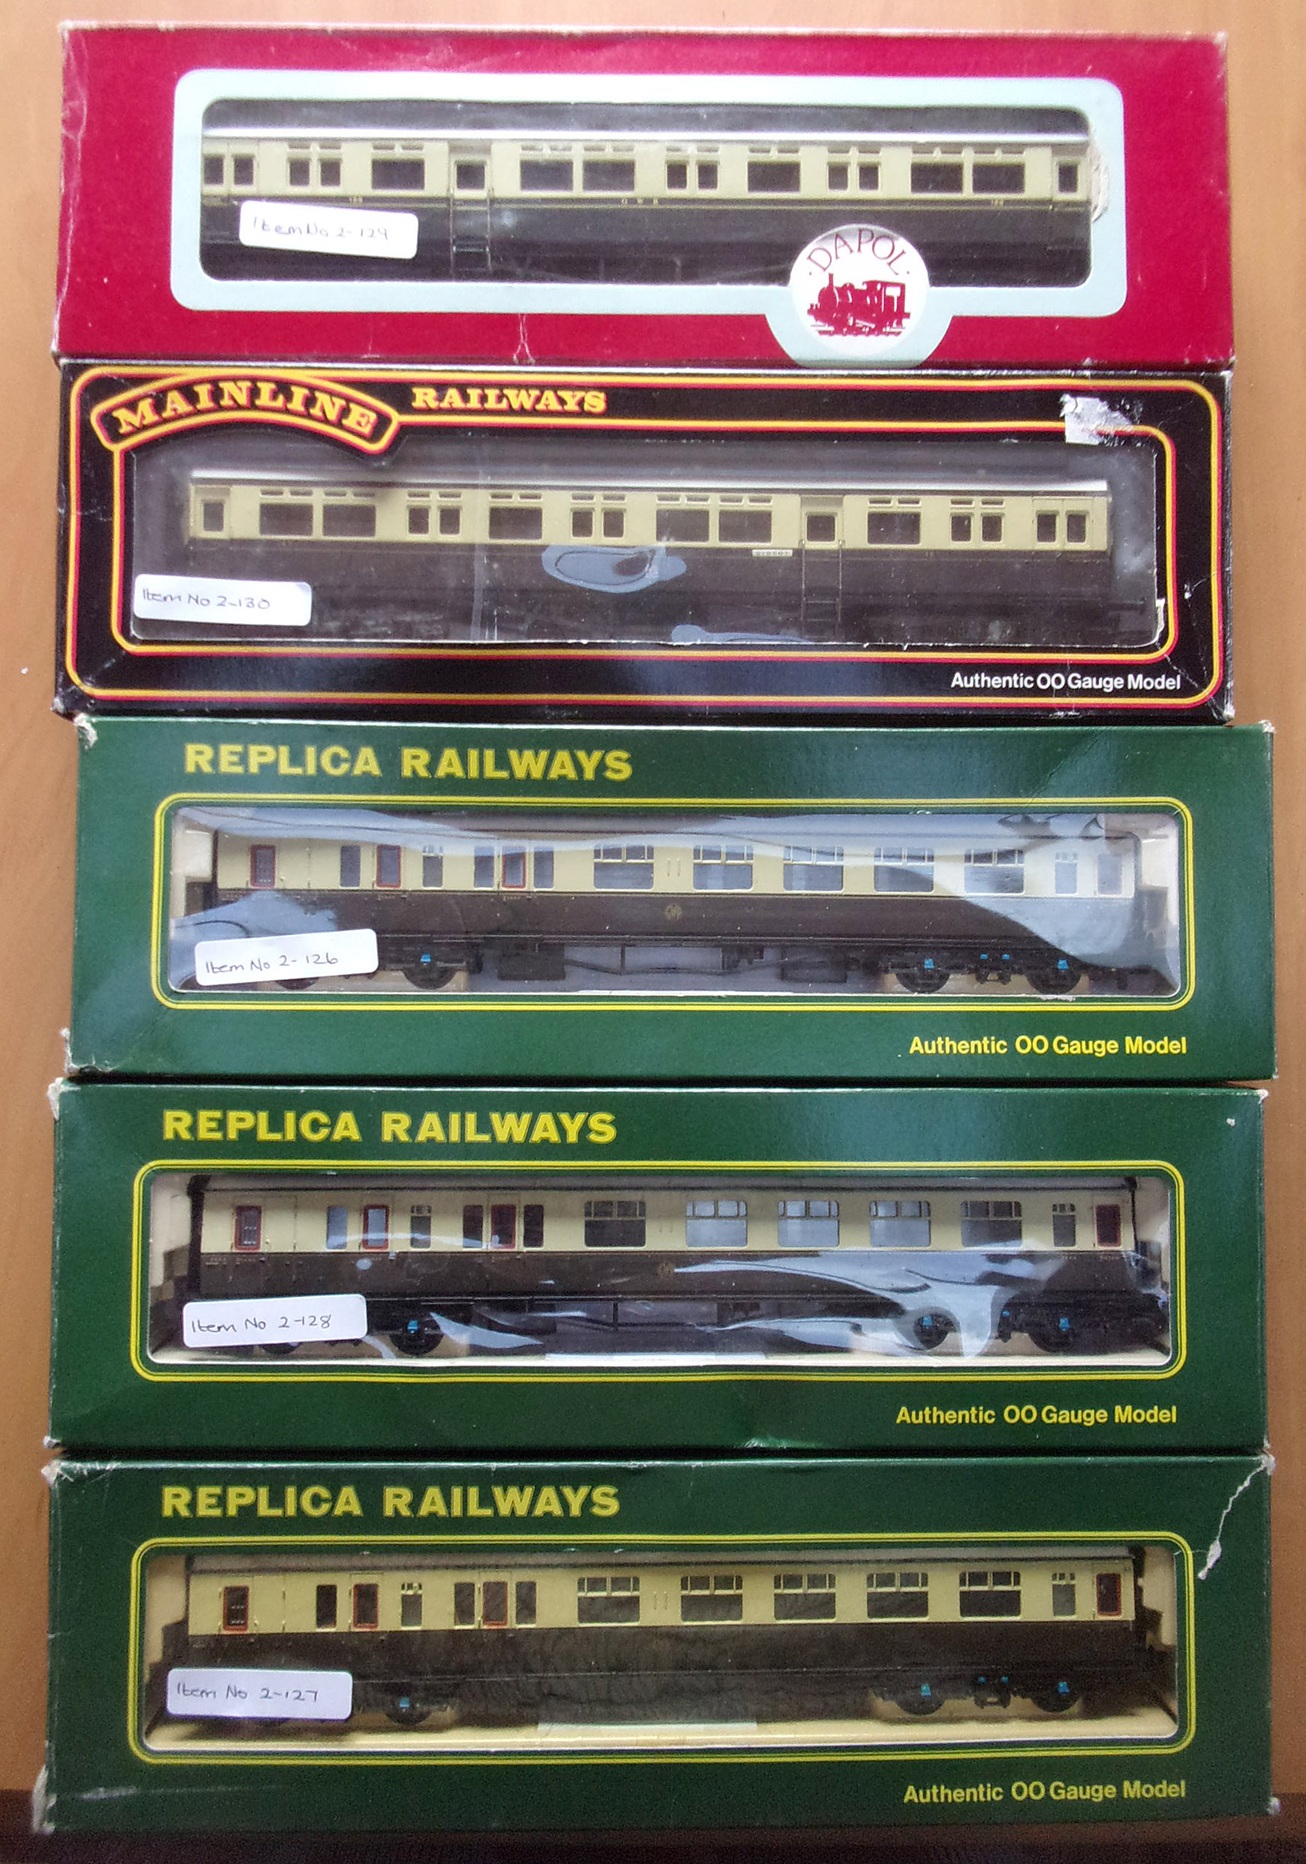 Item No 2-129
G W R
· DAPOL ·
MAINLINE RAILWAYS
Item No 2-130
Authentic OO Gauge Model
REPLICA RAILWAYS
Item No 2-126
Authentic OO Gauge Model
REPLICA RAILWAYS
Item No 2-128
Authentic OO Gauge Model
REPLICA RAILWAYS
Item No 2-127
Authentic OO Gauge Model